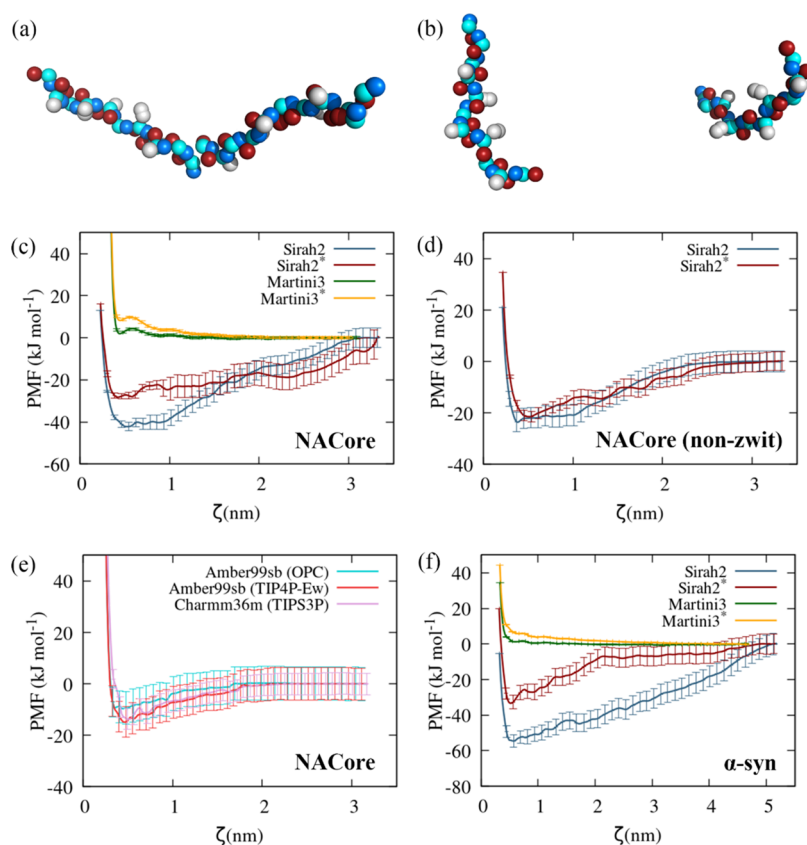 (a)
(b)
(c)
40
20
0
-20
-40
-60
PMF (kJ mol⁻¹)
Sirah2
Sirah2*
Martini3
Martini3*
NACore
0 1 2 3
ζ(nm)
(d)
40
20
0
-20
-40
PMF (kJ mol⁻¹)
Sirah2
Sirah2*
NACore (non-zwit)
0 1 2 3
ζ(nm)
(e)
40
20
0
-20
-40
PMF (kJ mol⁻¹)
Amber99sb (OPC)
Amber99sb (TIP4P-Ew)
Charmm36m (TIPS3P)
NACore
0 1 2 3
ζ(nm)
(f)
40
20
0
-20
-40
-60
-80
PMF (kJ mol⁻¹)
Sirah2
Sirah2*
Martini3
Martini3*
α-syn
0 1 2 3 4 5
ζ(nm)